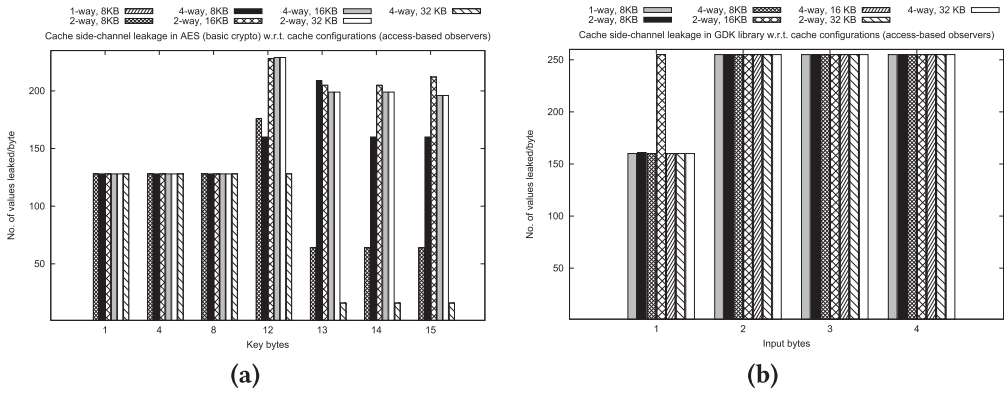 1-way, 8KB 4-way, 8KB 4-way, 16KB 4-way, 32 KB
2-way, 8KB 2-way, 16KB 2-way, 32 KB
Cache side-channel leakage in AES (basic crypto) w.r.t. cache configurations (access-based observers)
No. of values leaked/byte
200
150
100
50
1 4 8 12 13 14 15
Key bytes
(a)
1-way, 8KB 4-way, 8KB 4-way, 16 KB 4-way, 32 KB
2-way, 8KB 2-way, 16KB 2-way, 32 KB
Cache side-channel leakage in GDK library w.r.t. cache configurations (access-based observers)
No. of values leaked/byte
250
200
150
100
50
1 2 3 4
Input bytes
(b)